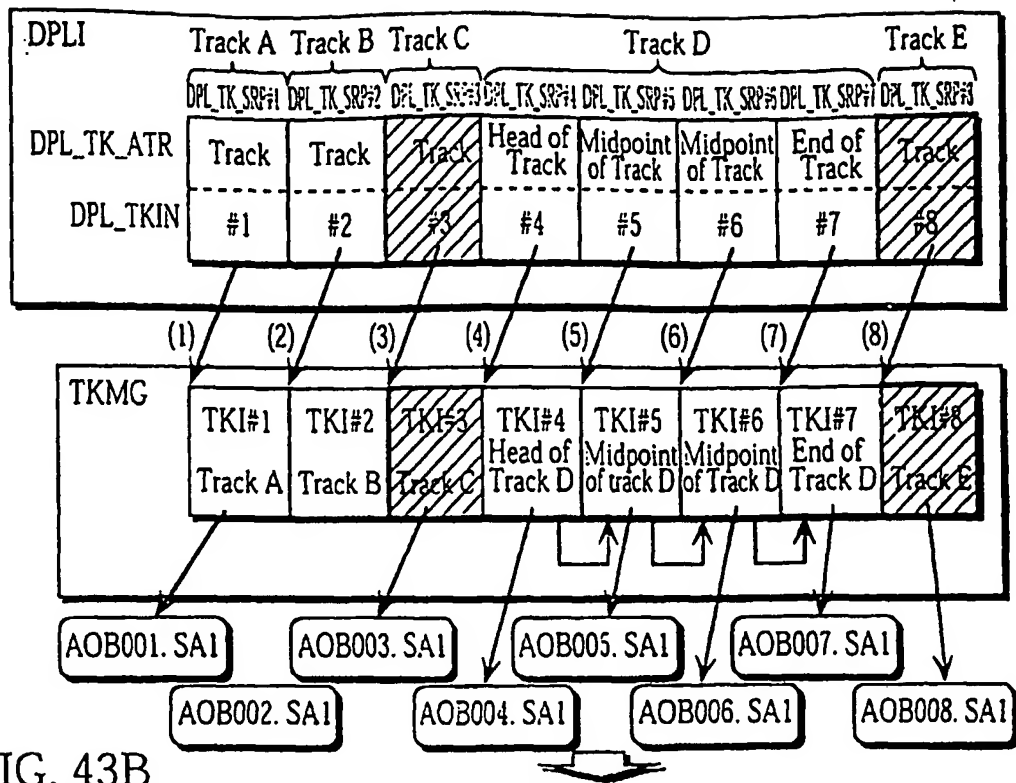 DPLI
Track A Track B Track C Track D Track E
DPL_TK_SRP#1 DPL_TK_SRP#2 DPL_TK_SRP#3 DPL_TK_SRP#4 DPL_TK_SRP#5 DPL_TK_SRP#6 DPL_TK_SRP#7 DPL_TK_SRP#8
DPL_TK_ATR Track Track Track Head of Track Midpoint of Track Midpoint of Track End of Track Track
DPL_TKIN #1 #2 #3 #4 #5 #6 #7 #8
(1) (2) (3) (4) (5) (6) (7) (8)
TKMG
TKI#1 TKI#2 TKI#3 TKI#4 TKI#5 TKI#6 TKI#7 TKI#8
Track A Track B Track C Head of Track D Midpoint of track D Midpoint of Track D End of Track D Track E
AOB001. SA1 AOB003. SA1 AOB005. SA1 AOB007. SA1
AOB002. SA1 AOB004. SA1 AOB006. SA1 AOB008. SA1
IG. 43B